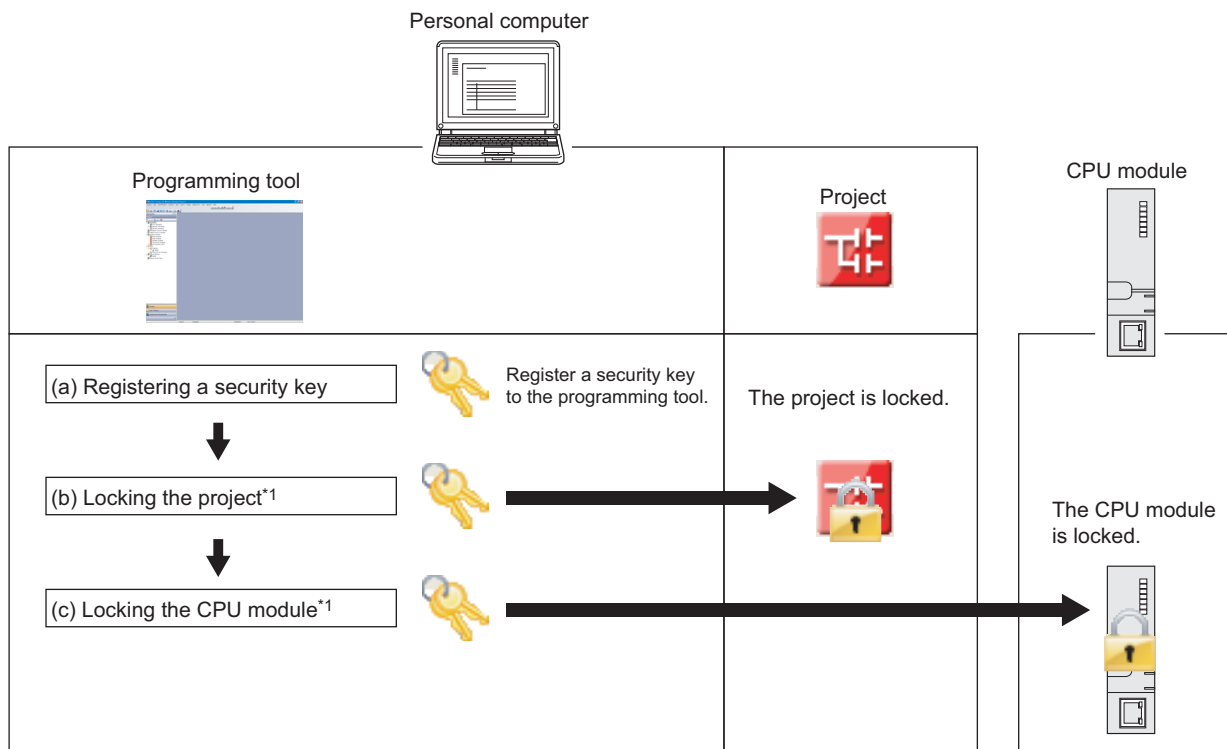 Personal computer
Programming tool
Project
CPU module
(a) Registering a security key
Register a security key
to the programming tool.
The project is locked.
(b) Locking the project*1
The CPU module
is locked.
(c) Locking the CPU module*1